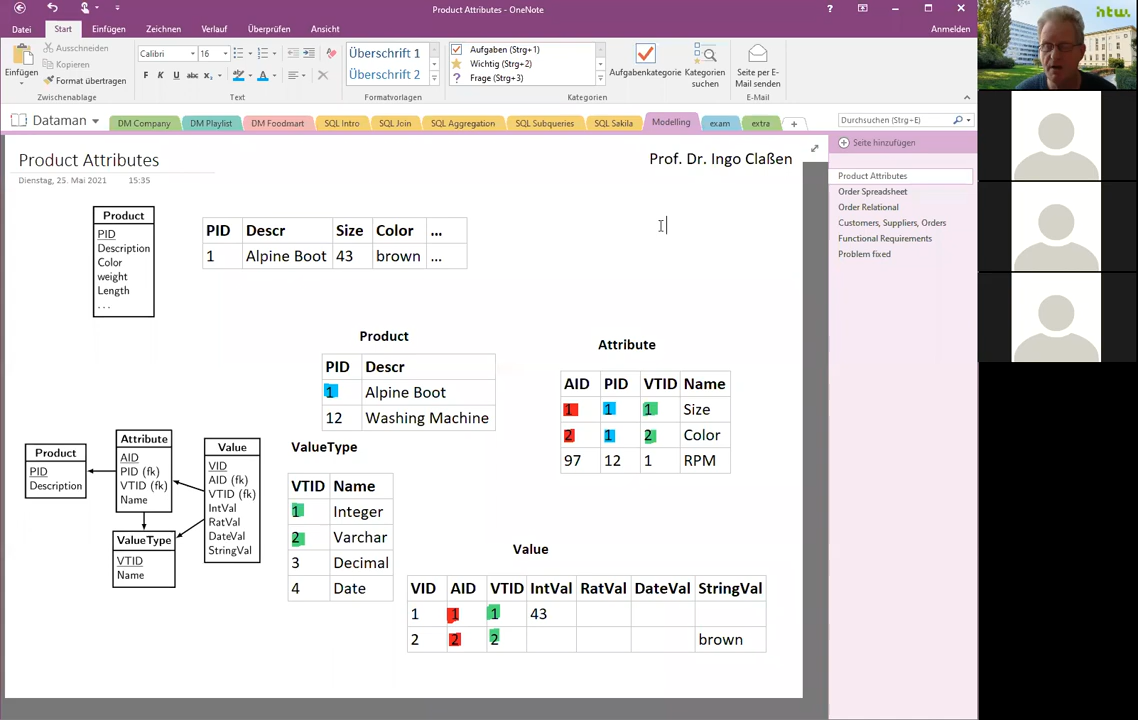 Product Attributes - OneNote
Datei Start Einfügen Zeichnen Verlauf Überprüfen Ansicht Anmelden
Einfügen
Ausschneiden
Kopieren
Format übertragen
Zwischenablage
Calibri 16
F K U abc x₂
Text
Überschrift 1
Überschrift 2
Formatvorlagen
Aufgaben (Strg+1)
Wichtig (Strg+2)
Frage (Strg+3)
Aufgabenkategorie
Kategorien suchen
Kategorien
Seite per E-Mail senden
E-Mail
htw.
Dataman
DM Company DM Playlist DM Foodmart SQL Intro SQL Join SQL Aggregation SQL Subqueries SQL Sakila Modelling exam extra
Durchsuchen (Strg+E)
Seite hinzufügen
Product Attributes
Order Spreadsheet
Order Relational
Customers, Suppliers, Orders
Functional Requirements
Problem fixed
Product Attributes
Prof. Dr. Ingo Claßen
Dienstag, 25. Mai 2021 15:35
Product
PID
Description
Color
weight
Length
...
PID Descr Size Color ...
1 Alpine Boot 43 brown ...
Product
PID Descr
1 Alpine Boot
12 Washing Machine
Attribute
AID PID VTID Name
1 1 1 Size
2 1 2 Color
97 12 1 RPM
Product
PID
Description
Attribute
AID
PID (fk)
VTID (fk)
Name
Value
VID
AID (fk)
VTID (fk)
IntVal
RatVal
DateVal
StringVal
ValueType
VTID
Name
ValueType
VTID Name
1 Integer
2 Varchar
3 Decimal
4 Date
Value
VID AID VTID IntVal RatVal DateVal StringVal
1 1 1 43
2 2 2 brown